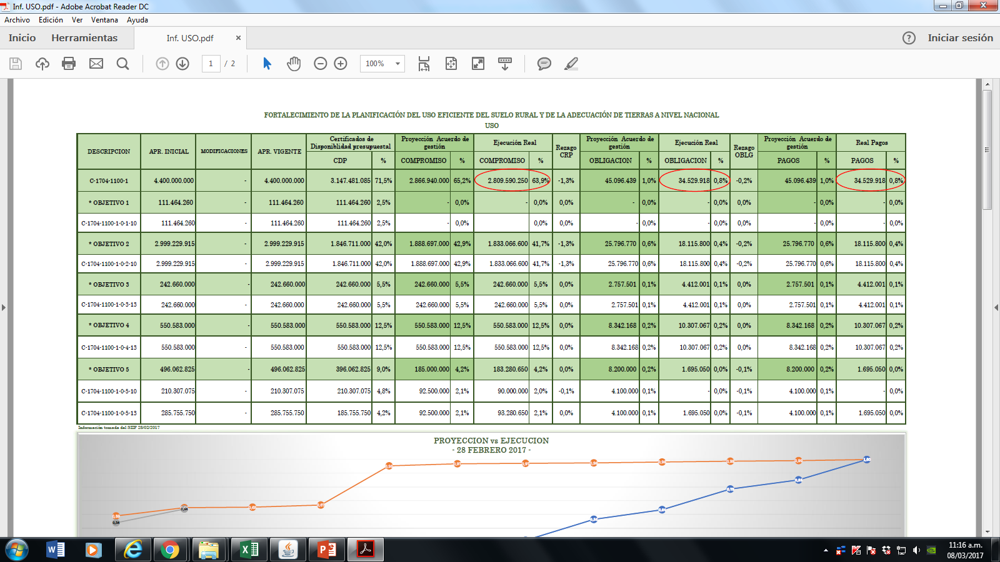 Inf. USO.pdf - Adobe Acrobat Reader DC
Archivo Edición Ver Ventana Ayuda
Inicio Herramientas Inf. USO.pdf × ? Iniciar sesión
1 / 2 100%
FORTALECIMIENTO DE LA PLANIFICACIÓN DEL USO EFICIENTE DEL SUELO RURAL Y DE LA ADECUACIÓN DE TIERRAS A NIVEL NACIONAL
USO
DESCRIPCION APR. INICIAL MODIFICACIONES APR. VIGENTE Certificados de Disponiblidad presupuestal Proyección Acuerdo de gestión Ejecución Real Rezago CRP Proyección Acuerdo de gestión Ejecución Real Rezago OBLG Proyección Acuerdo de gestión Real Pagos
CDP % COMPROMISO % COMPROMISO % OBLIGACION % OBLIGACION % PAGOS % PAGOS %
C-1704-1100-1 4.400.000.000 - 4.400.000.000 3.147.481.085 71,5% 2.866.940.000 65,2% 2.809.590.250 63,9% -1,3% 45.096.439 1,0% 34.529.918 0,8% -0,2% 45.096.439 1,0% 34.529.918 0,8%
* OBJETIVO 1 111.464.260 - 111.464.260 111.464.260 2,5% - 0,0% - 0,0% 0,0% - 0,0% - 0,0% 0,0% - 0,0% - 0,0%
C-1704-1100-1-0-1-10 111.464.260 - 111.464.260 111.464.260 2,5% - 0,0% 0,0% 0,0% - 0,0% - 0,0% 0,0% - 0,0% - 0,0%
* OBJETIVO 2 2.999.229.915 - 2.999.229.915 1.846.711.000 42,0% 1.888.697.000 42,9% 1.833.066.600 41,7% -1,3% 25.796.770 0,6% 18.115.800 0,4% -0,2% 25.796.770 0,6% 18.115.800 0,4%
C-1704-1100-1-0-2-10 2.999.229.915 - 2.999.229.915 1.846.711.000 42,0% 1.888.697.000 42,9% 1.833.066.600 41,7% -1,3% 25.796.770 0,6% 18.115.800 0,4% -0,2% 25.796.770 0,6% 18.115.800 0,4%
* OBJETIVO 3 242.660.000 - 242.660.000 242.660.000 5,5% 242.660.000 5,5% 242.660.000 5,5% 0,0% 2.757.501 0,1% 4.412.001 0,1% 0,0% 2.757.501 0,1% 4.412.001 0,1%
C-1704-1100-1-0-3-13 242.660.000 - 242.660.000 242.660.000 5,5% 242.660.000 5,5% 242.660.000 5,5% 0,0% 2.757.501 0,1% 4.412.001 0,1% 0,0% 2.757.501 0,1% 4.412.001 0,1%
* OBJETIVO 4 550.583.000 - 550.583.000 550.583.000 12,5% 550.583.000 12,5% 550.583.000 12,5% 0,0% 8.342.168 0,2% 10.307.067 0,2% 0,0% 8.342.168 0,2% 10.307.067 0,2%
C-1704-1100-1-0-4-13 550.583.000 - 550.583.000 550.583.000 12,5% 550.583.000 12,5% 550.583.000 12,5% 0,0% 8.342.168 0,2% 10.307.067 0,2% 0,0% 8.342.168 0,2% 10.307.067 0,2%
* OBJETIVO 5 496.062.825 - 496.062.825 396.062.825 9,0% 185.000.000 4,2% 183.280.650 4,2% 0,0% 8.200.000 0,2% 1.695.050 0,0% -0,1% 8.200.000 0,2% 1.695.050 0,0%
C-1704-1100-1-0-5-10 210.307.075 - 210.307.075 210.307.075 4,8% 92.500.000 2,1% 90.000.000 2,0% -0,1% 4.100.000 0,1% - 0,0% -0,1% 4.100.000 0,1% - 0,0%
C-1704-1100-1-0-5-13 285.755.750 - 285.755.750 185.755.750 4,2% 92.500.000 2,1% 93.280.650 2,1% 0,0% 4.100.000 0,1% 1.695.050 0,0% -0,1% 4.100.000 0,1% 1.695.050 0,0%
Información tomada del SIIF 28/02/2017
PROYECCION vs EJECUCION
- 28 FEBRERO 2017 -
0,54 0,64 1,00
11:16 a.m.
08/03/2017